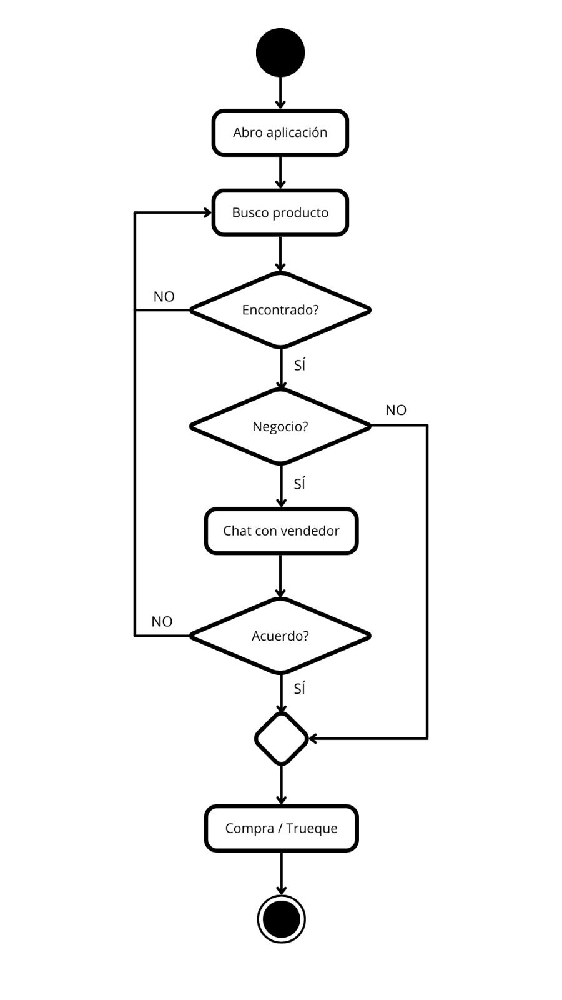 Abro aplicación
Busco producto
NO
Encontrado?
SÍ
NO
Negocio?
SÍ
Chat con vendedor
NO
Acuerdo?
SÍ
Compra / Trueque